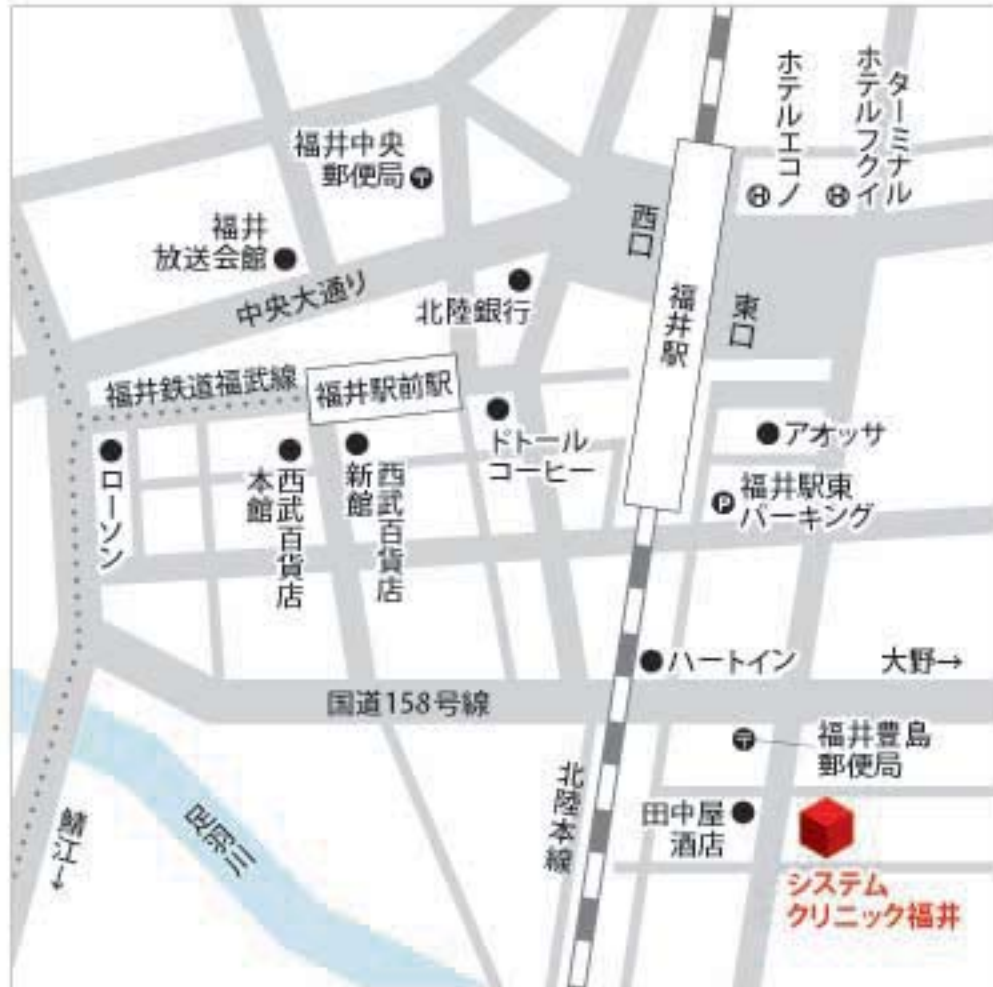 ホテルエコノ
ターミナル
ホテルフクイ
福井中央
郵便局
福井
放送会館
西口
福井駅
東口
中央大通り
北陸銀行
福井鉄道福武線
福井駅前駅
ドトール
コーヒー
アオッサ
ローソン
西武百貨店
本館
西武百貨店
新館
P
福井駅東
パーキング
ハートイン
大野→
国道158号線
福井豊島
郵便局
北陸本線
田中屋
酒店
足羽川
鯖江→
システム
クリニック福井